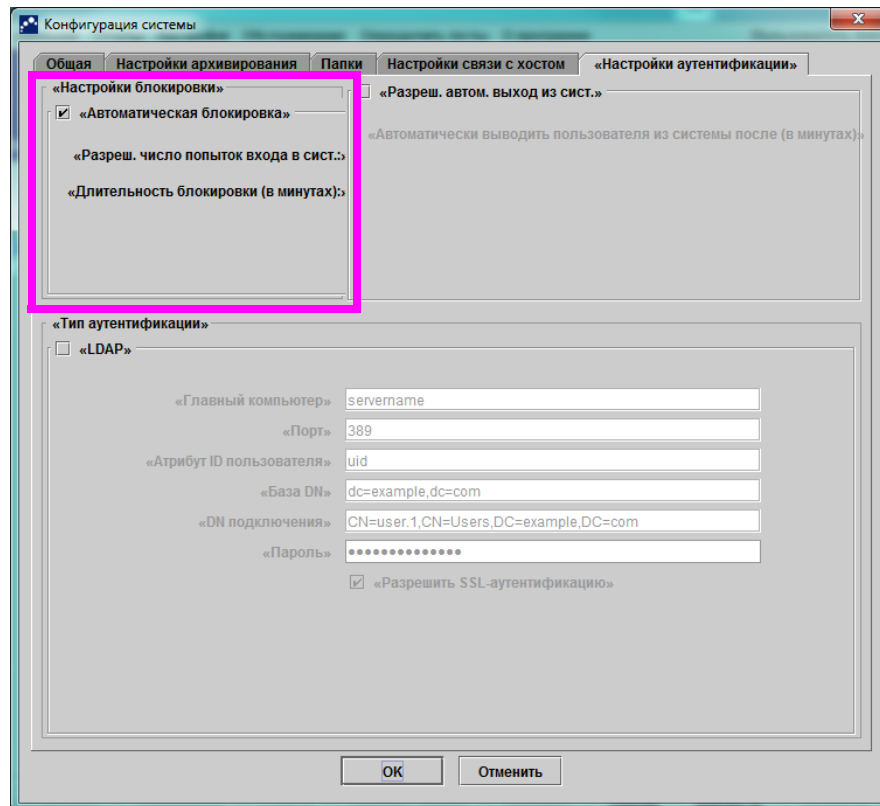 Конфигурация системы
Общая
Настройки архивирования
Папки
Настройки связи с хостом
«Настройки аутентификации»
«Настройки блокировки»
«Автоматическая блокировка»
«Разреш. число попыток входа в сист.:»
«Длительность блокировки (в минутах):»
«Разреш. автом. выход из сист.»
«Автоматически выводить пользователя из системы после (в минутах):»
«Тип аутентификации»
«LDAP»
«Главный компьютер» servername
«Порт» 389
«Атрибут ID пользователя» uid
«База DN» dc=example,dc=com
«DN подключения» CN=user.1,CN=Users,DC=example,DC=com
«Пароль» ••••••••••••••
«Разрешить SSL-аутентификацию»
OK
Отменить